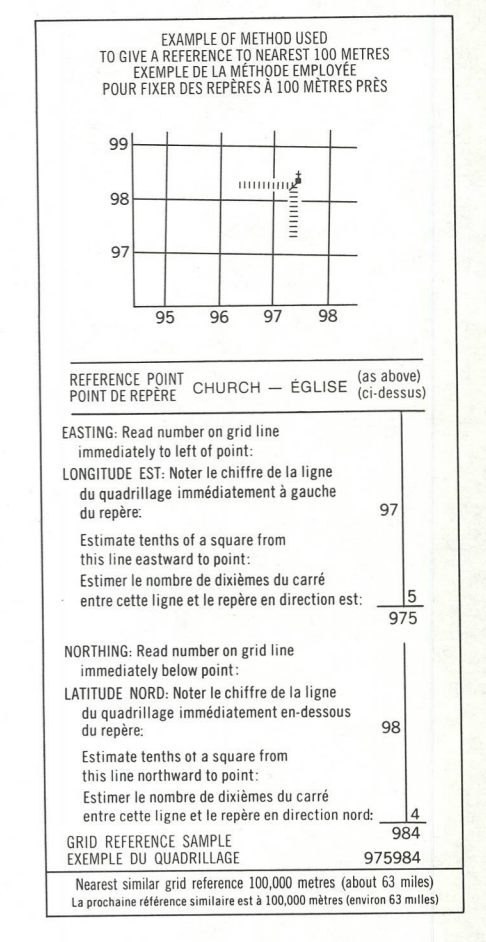 EXAMPLE OF METHOD USED
TO GIVE A REFERENCE TO NEAREST 100 METRES
EXEMPLE DE LA MÉTHODE EMPLOYÉE
POUR FIXER DES REPÈRES À 100 MÈTRES PRÈS
99
98
97
95 96 97 98
REFERENCE POINT
POINT DE REPÈRE
CHURCH — ÉGLISE
(as above)
(ci-dessus)
EASTING: Read number on grid line
immediately to left of point:
LONGITUDE EST: Noter le chiffre de la ligne
du quadrillage immédiatement à gauche
du repère: 97
Estimate tenths of a square from
this line eastward to point:
Estimer le nombre de dixièmes du carré
entre cette ligne et le repère en direction est: 5
975
NORTHING: Read number on grid line
immediately below point:
LATITUDE NORD: Noter le chiffre de la ligne
du quadrillage immédiatement en-dessous
du repère: 98
Estimate tenths of a square from
this line northward to point:
Estimer le nombre de dixièmes du carré
entre cette ligne et le repère en direction nord: 4
984
GRID REFERENCE SAMPLE
EXEMPLE DU QUADRILLAGE 975984
Nearest similar grid reference 100,000 metres (about 63 miles)
La prochaine référence similaire est à 100,000 mètres (environ 63 milles)